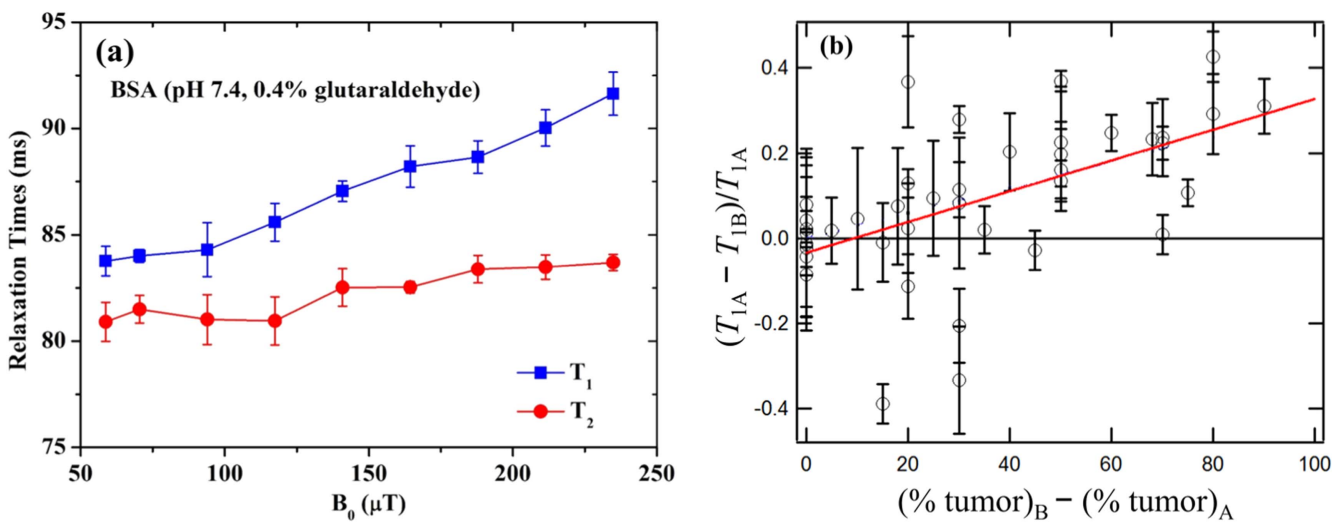 (a)
BSA (pH 7.4, 0.4% glutaraldehyde)
Relaxation Times (ms)
95
90
85
80
75
T1
T2
50 100 150 200 250
B0 (μT)
(b)
(T1A − T1B)/T1A
0.4
0.2
0.0
-0.2
-0.4
0 20 40 60 80 100
(% tumor)B − (% tumor)A